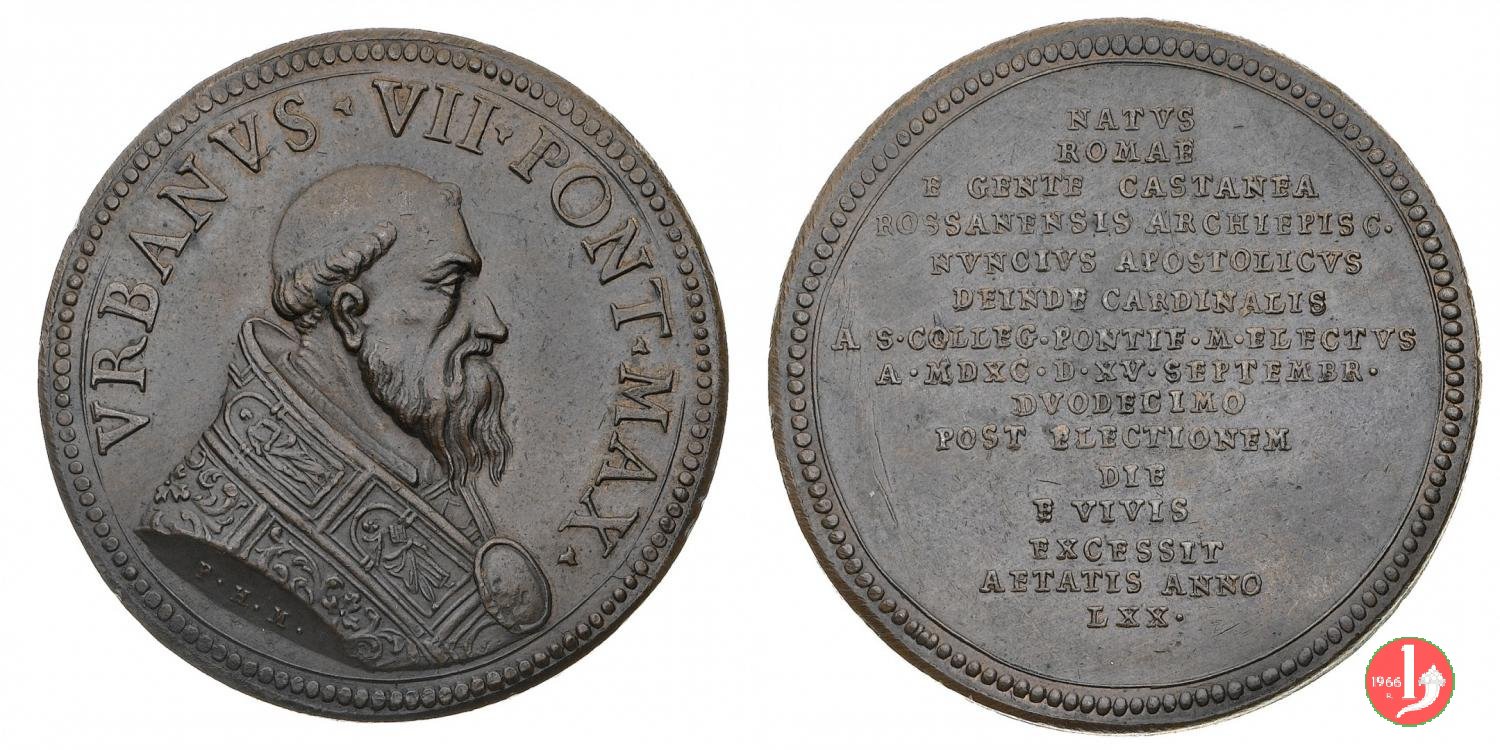 VRBANVS · VII · PONT · MAX ·
P · H · M ·
NATVS
ROMAE
E GENTE CASTANEA
ROSSANENSIS ARCHIEPISC.
NVNCIVS APOSTOLICVS
DEINDE CARDINALIS
A S · COLLEG · PONTIF · M · ELECTVS
A · MDXC · D · XV · SEPTEMBR ·
DVODECIMO
POST ELECTIONEM
DIE
E VIVIS
EXCESSIT
AETATIS ANNO
LXX ·
1966
R.